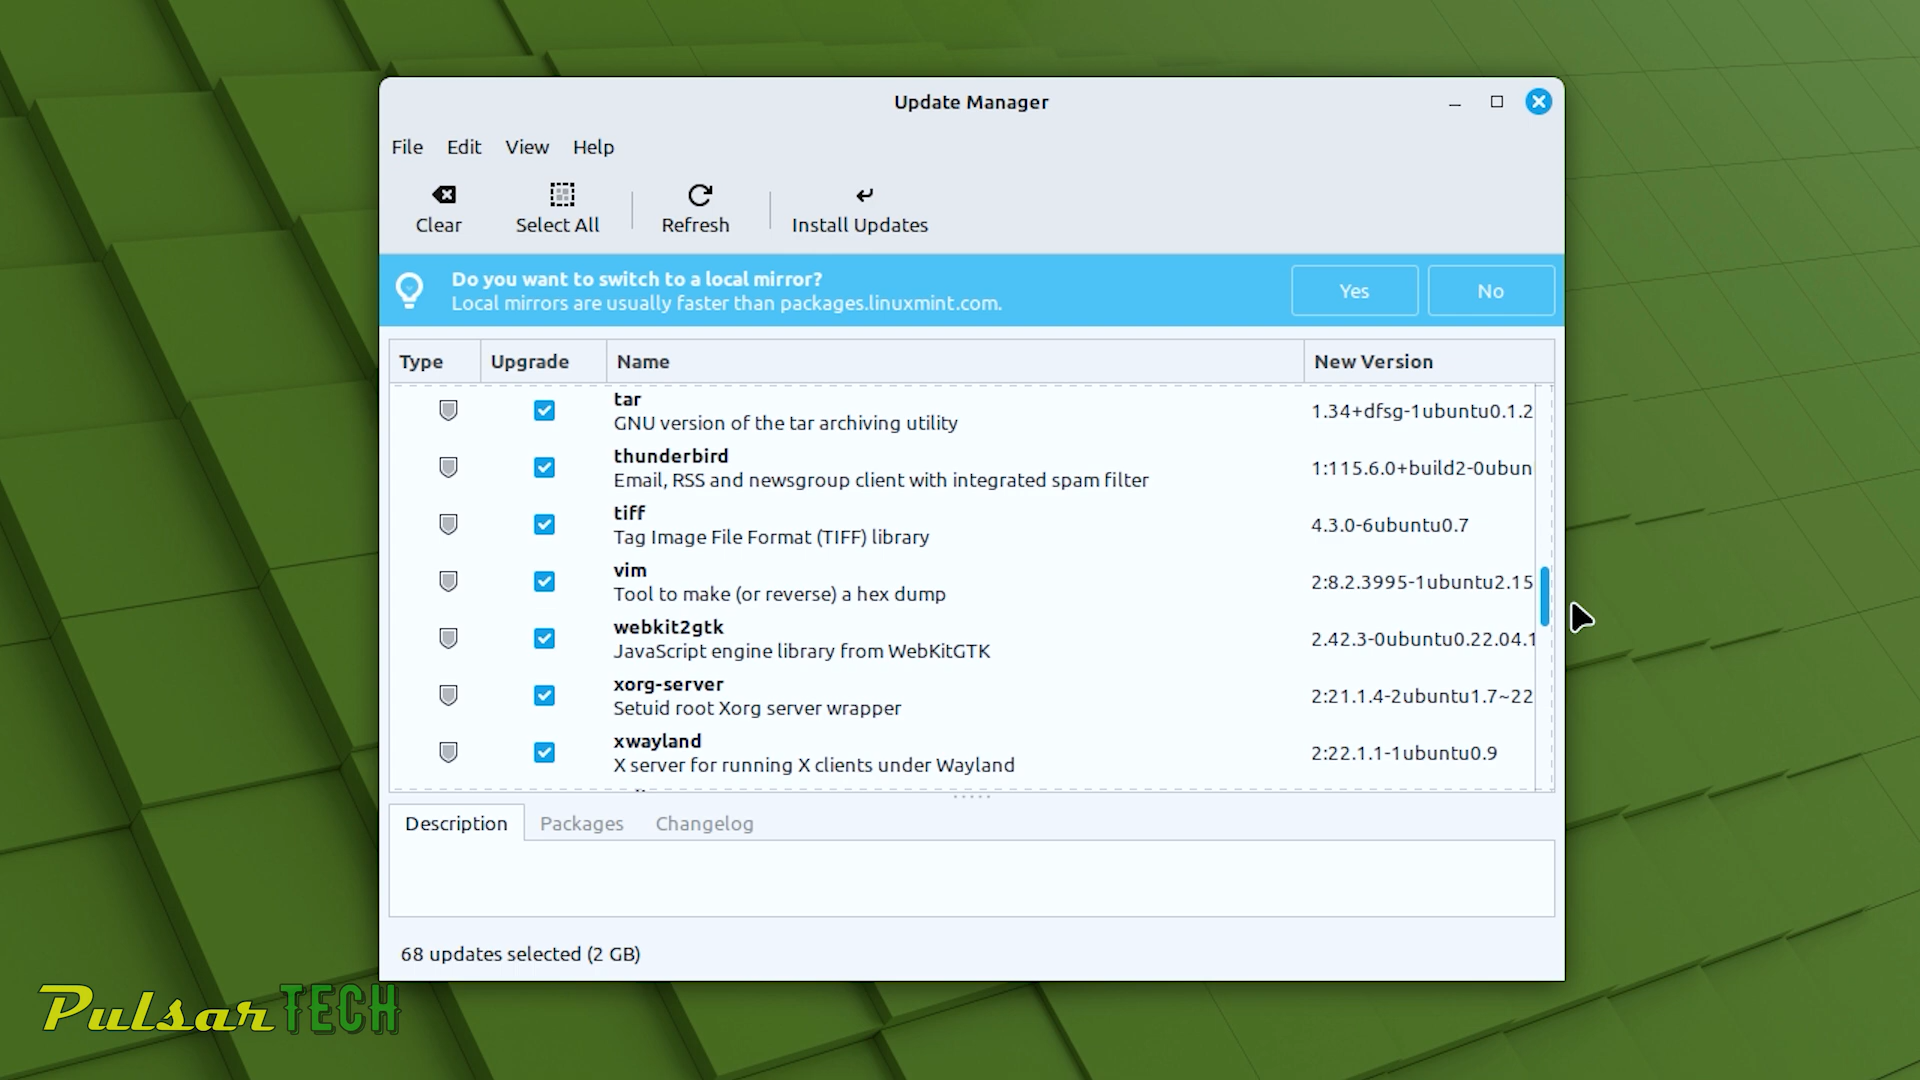 Update Manager
File Edit View Help
Clear Select All Refresh Install Updates
Do you want to switch to a local mirror?
Local mirrors are usually faster than packages.linuxmint.com.
Yes No
Type Upgrade Name New Version
tar
GNU version of the tar archiving utility
1.34+dfsg-1ubuntu0.1.2
thunderbird
Email, RSS and newsgroup client with integrated spam filter
1:115.6.0+build2-0ubun
tiff
Tag Image File Format (TIFF) library
4.3.0-6ubuntu0.7
vim
Tool to make (or reverse) a hex dump
2:8.2.3995-1ubuntu2.15
webkit2gtk
JavaScript engine library from WebKitGTK
2.42.3-0ubuntu0.22.04.1
xorg-server
Setuid root Xorg server wrapper
2:21.1.4-2ubuntu1.7~22
xwayland
X server for running X clients under Wayland
2:22.1.1-1ubuntu0.9
Description Packages Changelog
68 updates selected (2 GB)
Pulsar TECH